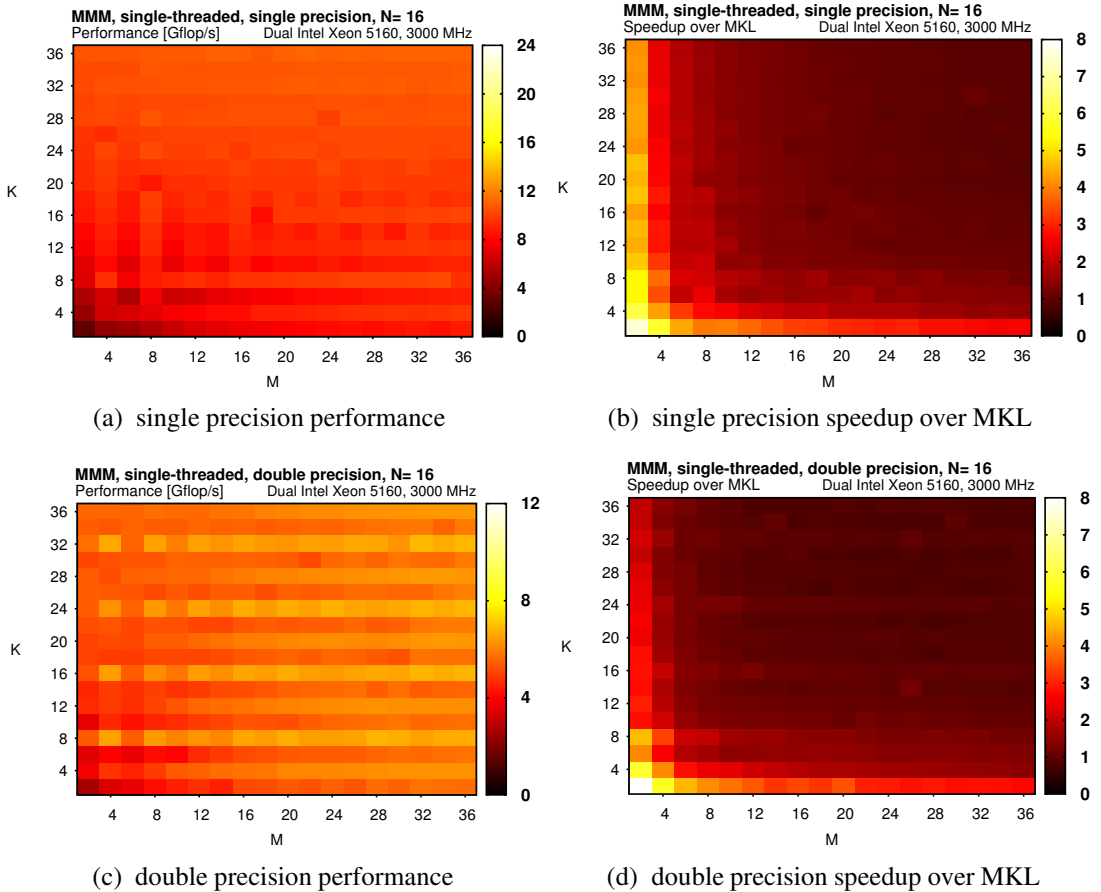 MMM, single-threaded, single precision, N= 16
Performance [Gflop/s] Dual Intel Xeon 5160, 3000 MHz
36
32
28
24
20
16
12
8
4
K
4 8 12 16 20 24 28 32 36
M
24
20
16
12
8
4
0
(a) single precision performance
MMM, single-threaded, single precision, N= 16
Speedup over MKL Dual Intel Xeon 5160, 3000 MHz
36
32
28
24
20
16
12
8
4
K
4 8 12 16 20 24 28 32 36
M
8
7
6
5
4
3
2
1
0
(b) single precision speedup over MKL
MMM, single-threaded, double precision, N= 16
Performance [Gflop/s] Dual Intel Xeon 5160, 3000 MHz
36
32
28
24
20
16
12
8
4
K
4 8 12 16 20 24 28 32 36
M
12
8
4
0
(c) double precision performance
MMM, single-threaded, double precision, N= 16
Speedup over MKL Dual Intel Xeon 5160, 3000 MHz
36
32
28
24
20
16
12
8
4
K
4 8 12 16 20 24 28 32 36
M
8
7
6
5
4
3
2
1
0
(d) double precision speedup over MKL